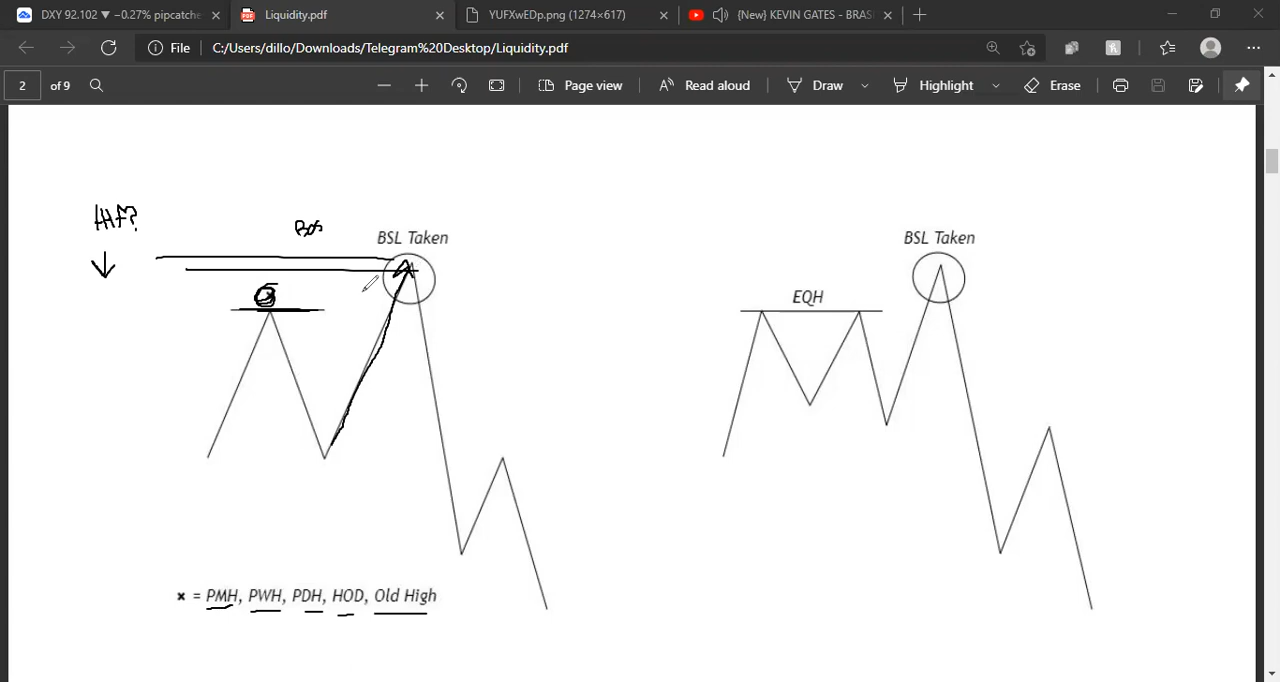 DXY 92.102 ▼ −0.27% pipcatche
Liquidity.pdf
YUFXwEDp.png (1274×617)
{New} KEVIN GATES - BRAS
File
C:/Users/dillo/Downloads/Telegram%20Desktop/Liquidity.pdf
2 of 9
Page view
Read aloud
Draw
Highlight
Erase
BSL Taken
x = PMH, PWH, PDH, HOD, Old High
BSL Taken
EQH